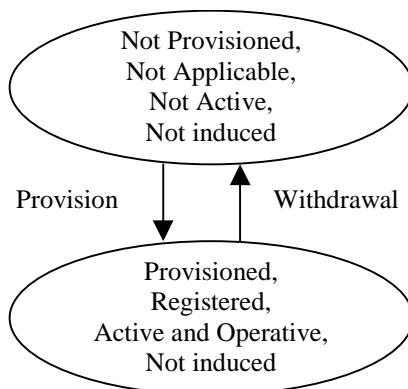 Not Provisioned,
Not Applicable,
Not Active,
Not induced
Provision
Withdrawal
Provisioned,
Registered,
Active and Operative,
Not induced